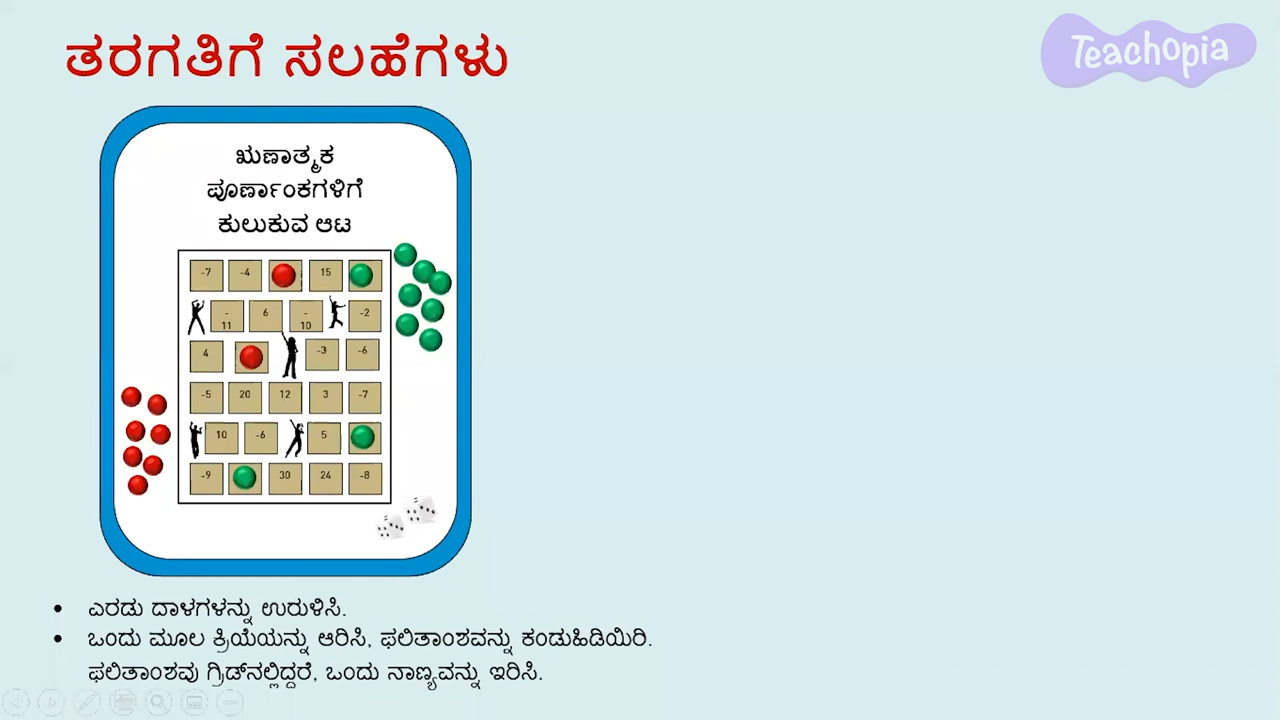 ತರಗತಿಗೆ ಸಲಹೆಗಳು
Teachopia
ಋಣಾತ್ಮಕ
ಪೂರ್ಣಾಂಕಗಳಿಗೆ
ಕುಲುಕುವ ಆಟ
-7 -4 15
-11 6 -10 -2
4 -3 -6
-5 20 12 3 -7
10 -6 5
-9 30 24 -8
• ಎರಡು ದಾಳಗಳನ್ನು ಉರುಳಿಸಿ.
• ಒಂದು ಮೂಲ ಕ್ರಿಯೆಯನ್ನು ಆರಿಸಿ, ಫಲಿತಾಂಶವನ್ನು ಕಂಡುಹಿಡಿಯಿರಿ.
ಫಲಿತಾಂಶವು ಗ್ರಿಡ್‌ನಲ್ಲಿದ್ದರೆ, ಒಂದು ನಾಣ್ಯವನ್ನು ಇರಿಸಿ.